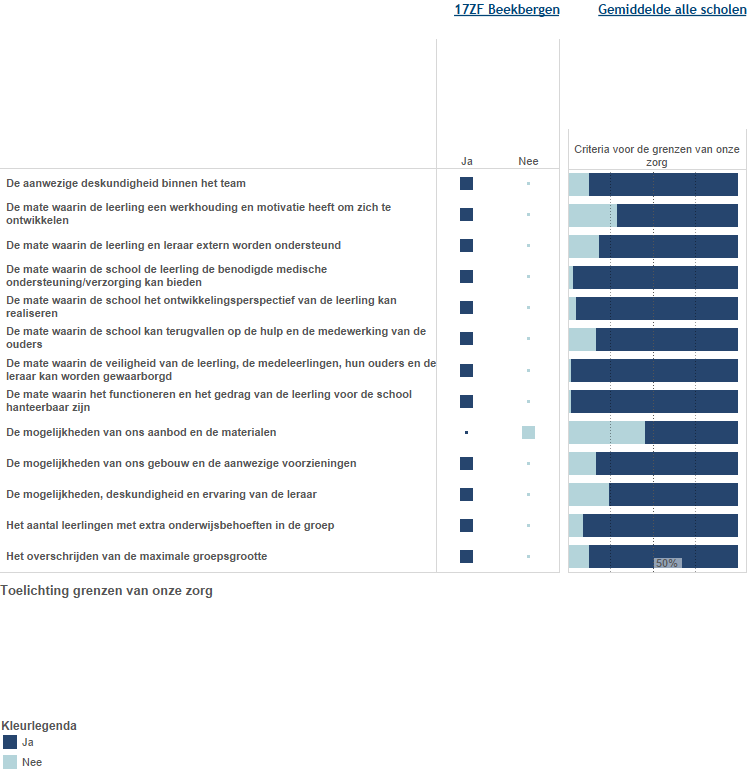 17ZF Beekbergen Gemiddelde alle scholen
Criteria voor de grenzen van onze
zorg
Ja Nee
De aanwezige deskundigheid binnen het team
De mate waarin de leerling een werkhouding en motivatie heeft om zich te
ontwikkelen
De mate waarin de leerling en leraar extern worden ondersteund
De mate waarin de school de leerling de benodigde medische
ondersteuning/verzorging kan bieden
De mate waarin de school het ontwikkelingsperspectief van de leerling kan
realiseren
De mate waarin de school kan terugvallen op de hulp en de medewerking van de
ouders
De mate waarin de veiligheid van de leerling, de medeleerlingen, hun ouders en de
leraar kan worden gewaarborgd
De mate waarin het functioneren en het gedrag van de leerling voor de school
hanteerbaar zijn
De mogelijkheden van ons aanbod en de materialen
De mogelijkheden van ons gebouw en de aanwezige voorzieningen
De mogelijkheden, deskundigheid en ervaring van de leraar
Het aantal leerlingen met extra onderwijsbehoeften in de groep
Het overschrijden van de maximale groepsgrootte
50%
Toelichting grenzen van onze zorg
Kleurlegenda
Ja
Nee